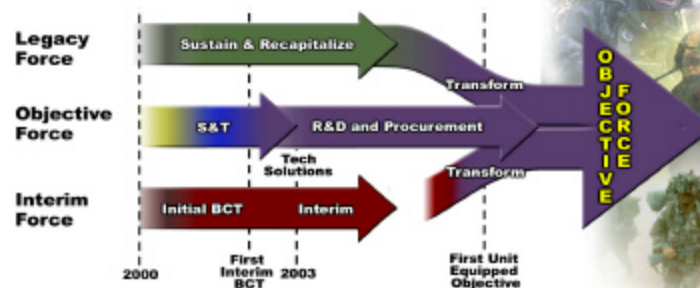 Legacy
Force
Sustain & Recapitalize
Transform
Objective
Force
S&T
R&D and Procurement
Tech
Solutions
Transform
Interim
Force
Initial BCT
Interim
OBJECTIVE
FORCE
2000
First
Interim
BCT
2003
First Unit
Equipped
Objective